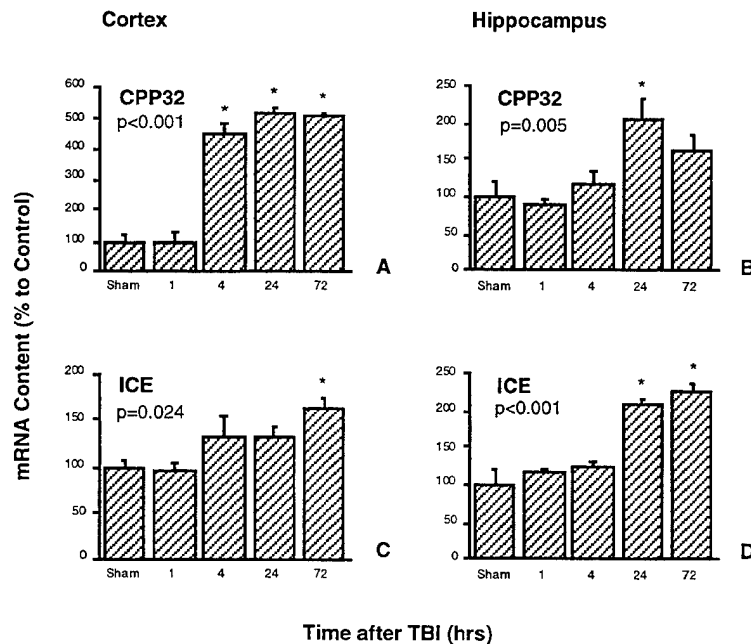 Cortex
Hippocampus
mRNA Content (% to Control)
CPP32
p<0.001
600
500
400
300
200
100
0
*
*
*
Sham 1 4 24 72
A
CPP32
p=0.005
250
200
150
100
50
0
*
Sham 1 4 24 72
B
ICE
p=0.024
200
150
100
50
0
*
Sham 1 4 24 72
C
ICE
p<0.001
250
200
150
100
50
0
*
*
Sham 1 4 24 72
D
Time after TBI (hrs)